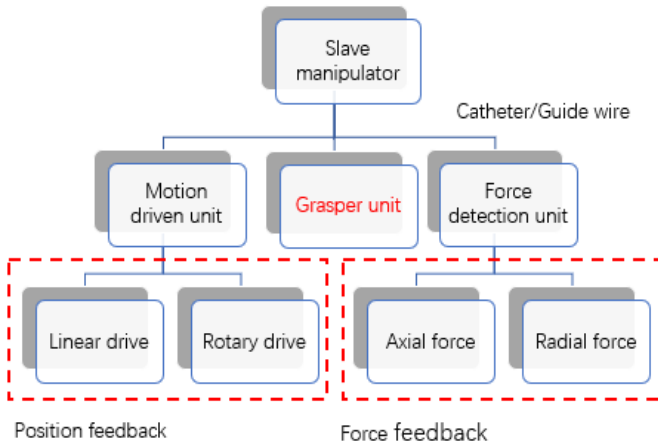 Slave
manipulator
Catheter/Guide wire
Motion
driven unit
Grasper unit
Force
detection unit
Linear drive
Rotary drive
Axial force
Radial force
Position feedback
Force feedback